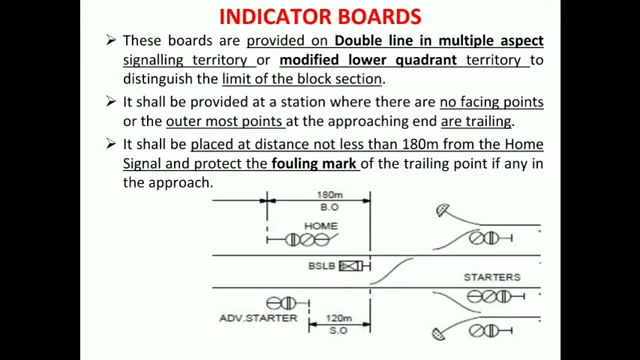 INDICATOR BOARDS
➢ These boards are provided on Double line in multiple aspect
signalling territory or modified lower quadrant territory to
distinguish the limit of the block section.
➢ It shall be provided at a station where there are no facing points
or the outer most points at the approaching end are trailing.
➢ It shall be placed at distance not less than 180m from the Home
Signal and protect the fouling mark of the trailing point if any in
the approach.
180m
B.O
HOME
BSLB
STARTERS
ADV.STARTER
120m
S.O